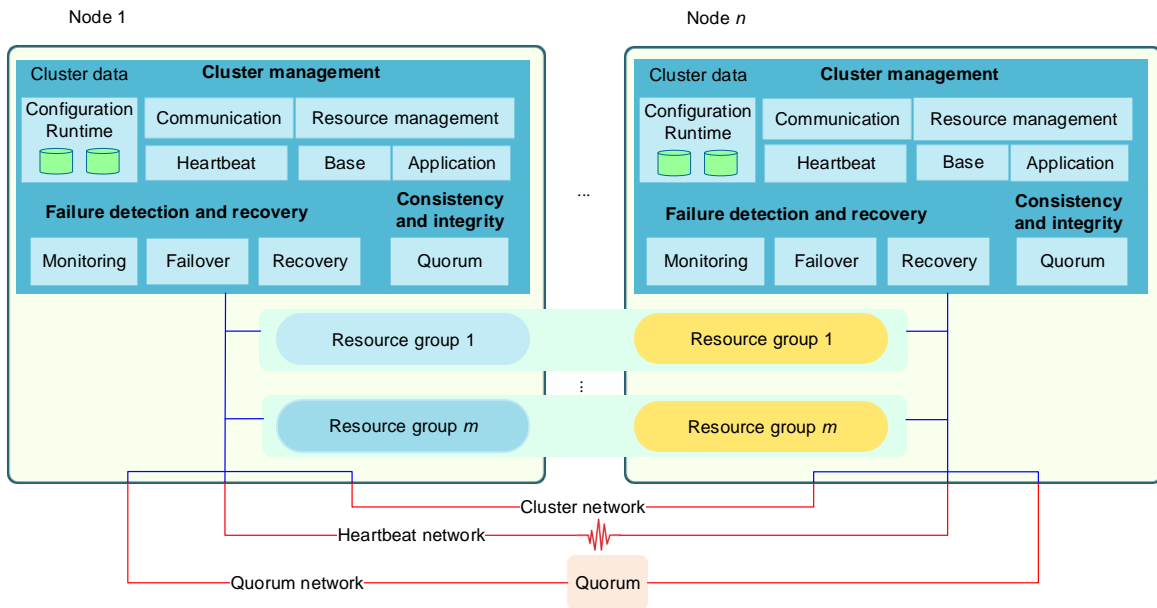 Node 1
Node n
Cluster data
Cluster management
Configuration
Runtime
Communication
Resource management
Heartbeat
Base
Application
Failure detection and recovery
Consistency
and integrity
Monitoring
Failover
Recovery
Quorum
...
Cluster data
Cluster management
Configuration
Runtime
Communication
Resource management
Heartbeat
Base
Application
Failure detection and recovery
Consistency
and integrity
Monitoring
Failover
Recovery
Quorum
Resource group 1
Resource group 1
...
Resource group m
Resource group m
Cluster network
Heartbeat network
Quorum network
Quorum